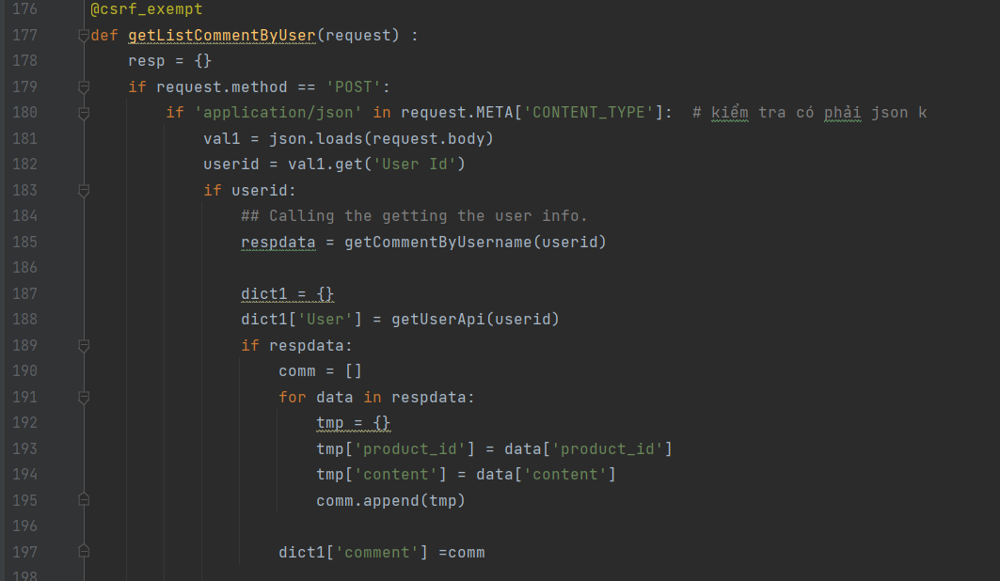 176 @csrf_exempt
177 def getListCommentByUser(request) :
178 resp = {}
179 if request.method == 'POST':
180 if 'application/json' in request.META['CONTENT_TYPE']:  # kiểm tra có phải json k
181 val1 = json.loads(request.body)
182 userid = val1.get('User Id')
183 if userid:
184 ## Calling the getting the user info.
185 respdata = getCommentByUsername(userid)
186
187 dict1 = {}
188 dict1['User'] = getUserApi(userid)
189 if respdata:
190 comm = []
191 for data in respdata:
192 tmp = {}
193 tmp['product_id'] = data['product_id']
194 tmp['content'] = data['content']
195 comm.append(tmp)
196
197 dict1['comment'] =comm
198